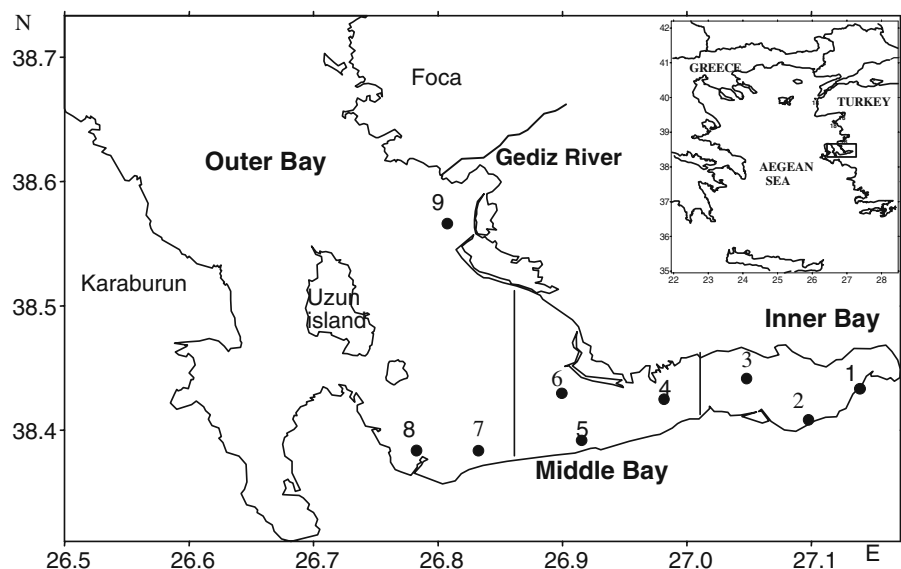 N
38.7
38.6
38.5
38.4
26.5
26.6
26.7
26.8
26.9
27.0
27.1
E
Foca
Outer Bay
Gediz River
9
Karaburun
Uzun
island
Inner Bay
3
1
2
6
4
5
8
7
Middle Bay
42
41
40
39
38
37
36
35
22
23
24
25
26
27
28
GREECE
TURKEY
AEGEAN
SEA